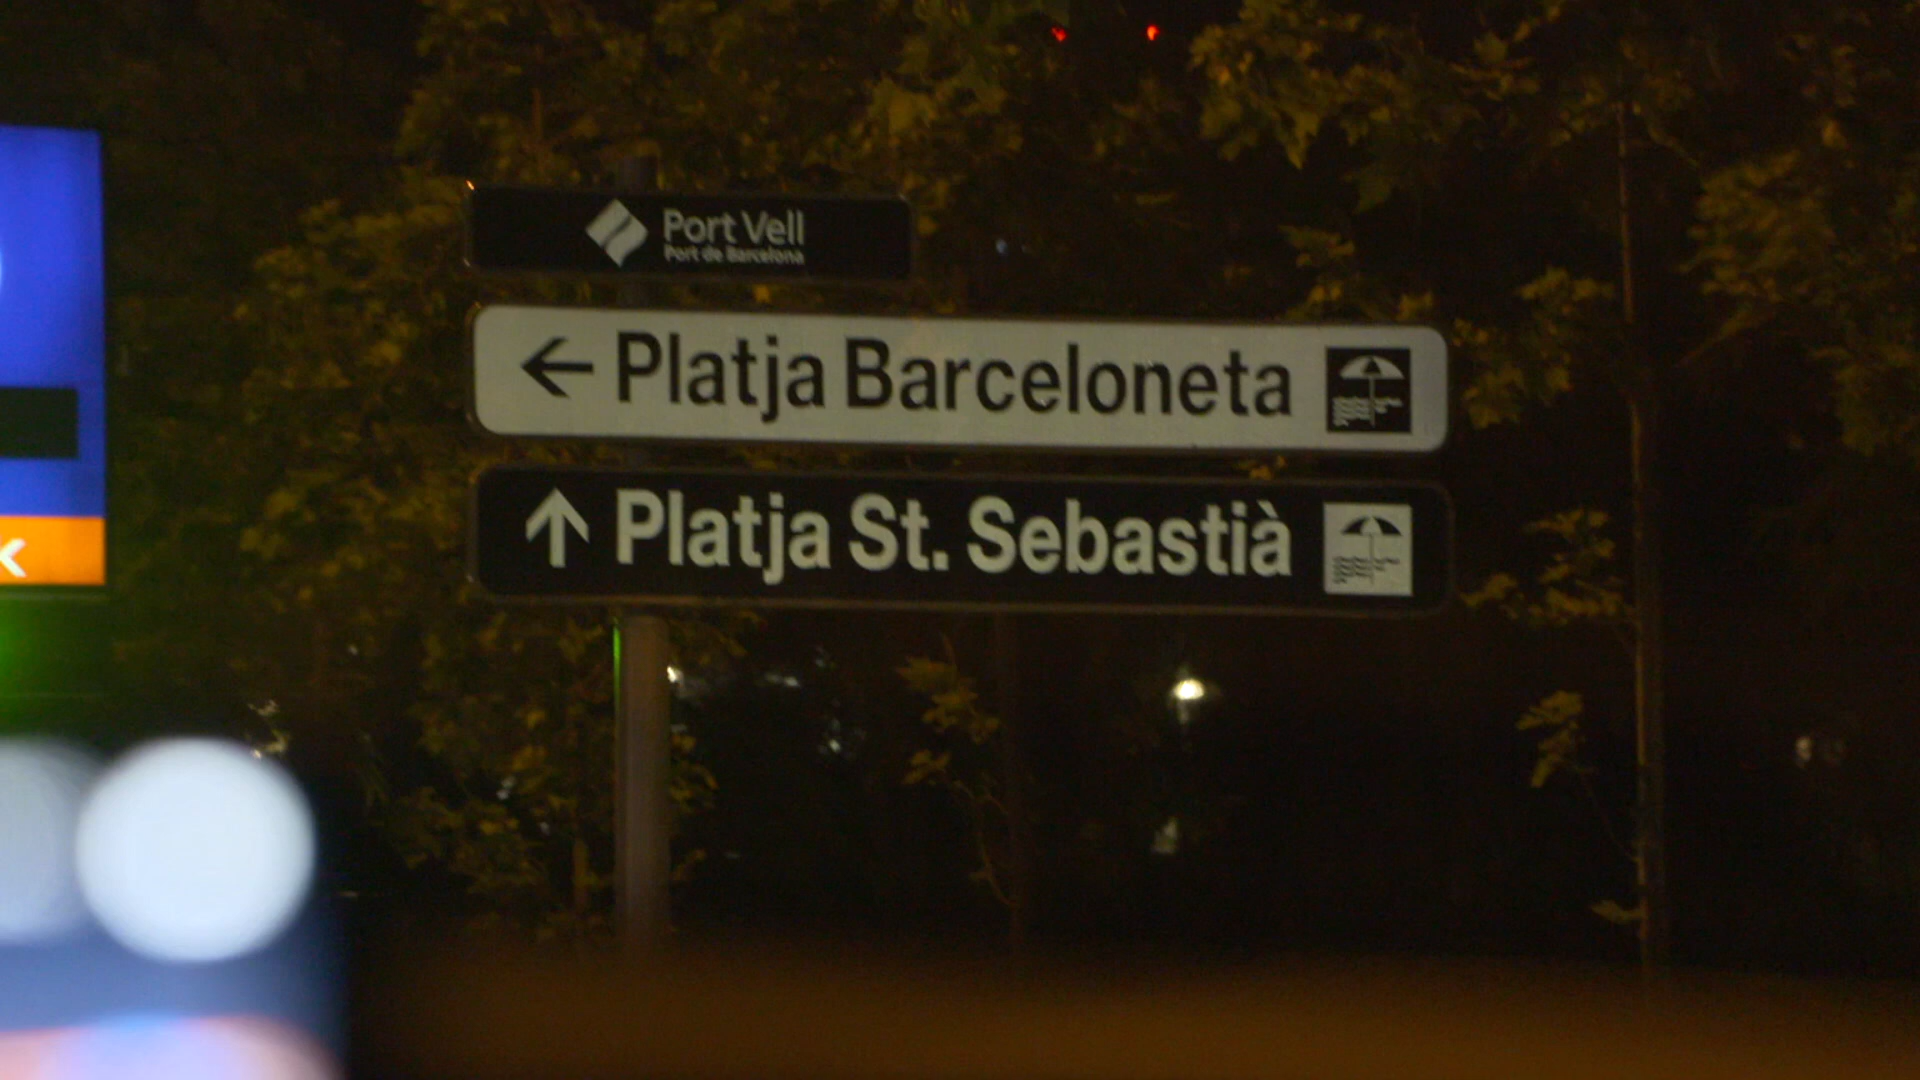 Port Vell
Port de Barcelona
← Platja Barceloneta
↑ Platja St. Sebastià